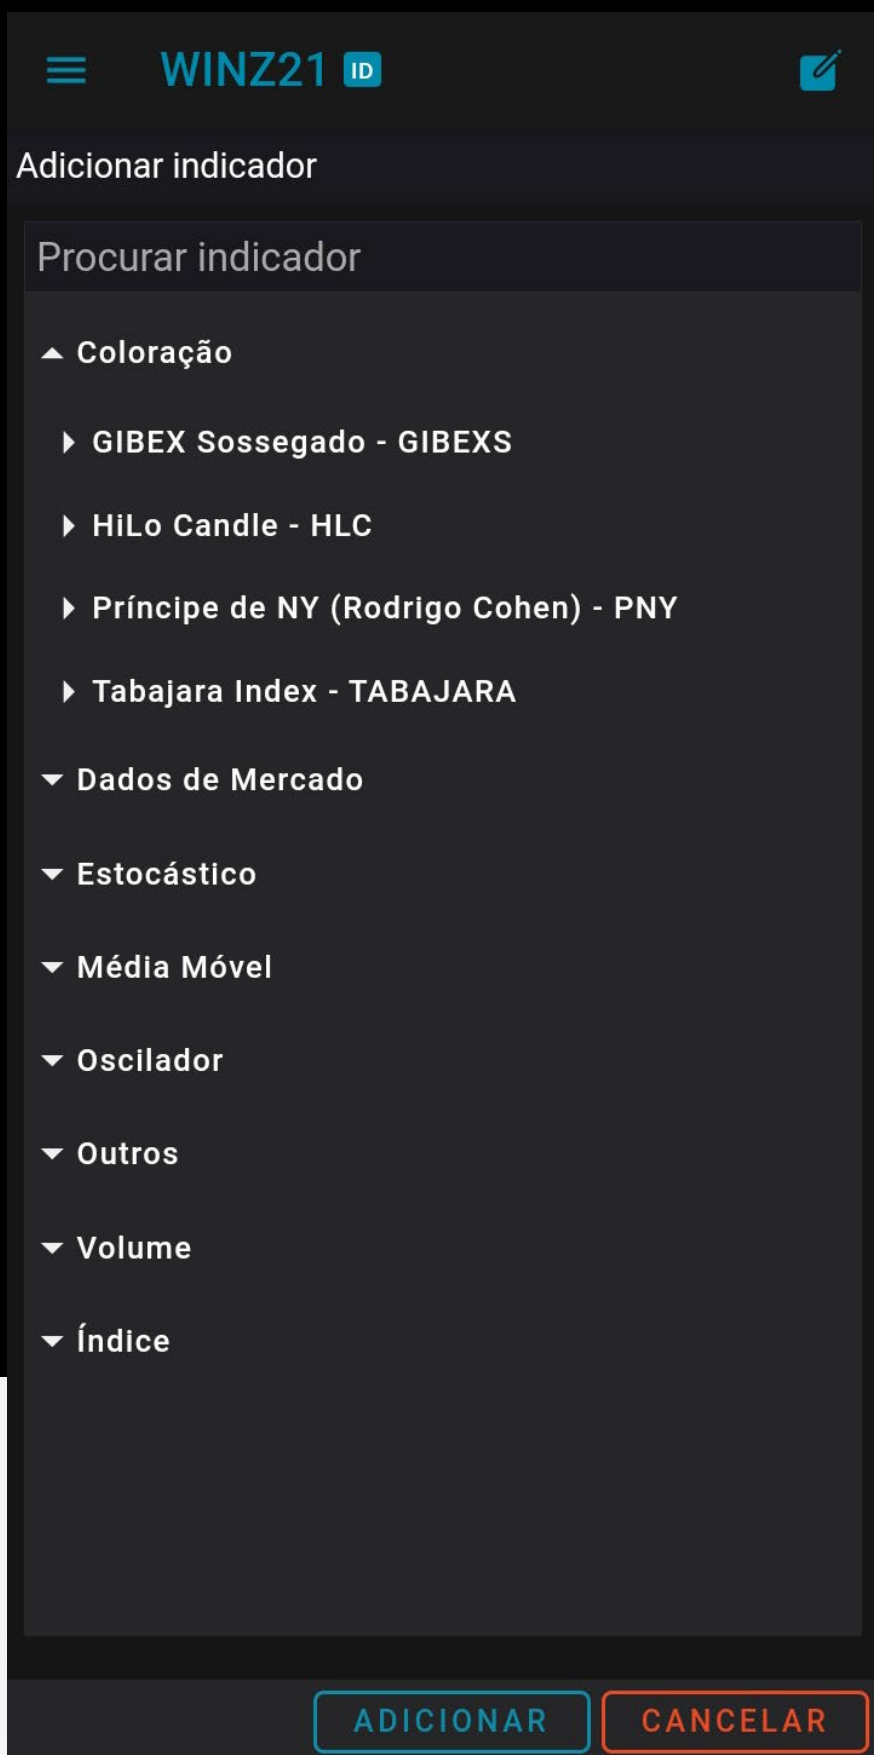 WINZ21 ID
Adicionar indicador
Procurar indicador
Coloração
GIBEX Sossegado - GIBEXS
HiLo Candle - HLC
Príncipe de NY (Rodrigo Cohen) - PNY
Tabajara Index - TABAJARA
Dados de Mercado
Estocástico
Média Móvel
Oscilador
Outros
Volume
Índice
ADICIONAR CANCELAR